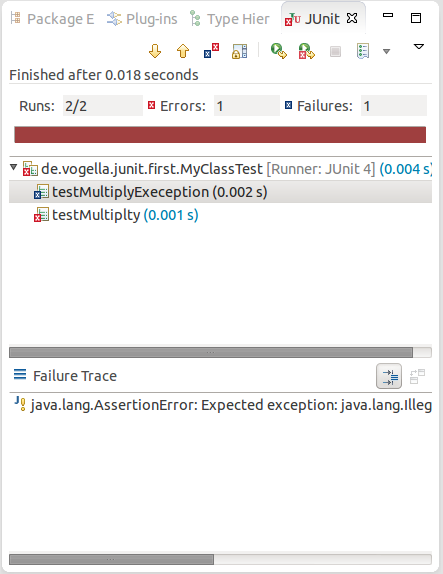 Package E Plug-ins Type Hier JUnit
Finished after 0.018 seconds
Runs: 2/2 Errors: 1 Failures: 1
de.vogella.junit.first.MyClassTest [Runner: JUnit 4] (0.004 s)
testMultiplyExeception (0.002 s)
testMultiplty (0.001 s)
Failure Trace
java.lang.AssertionError: Expected exception: java.lang.Illeg